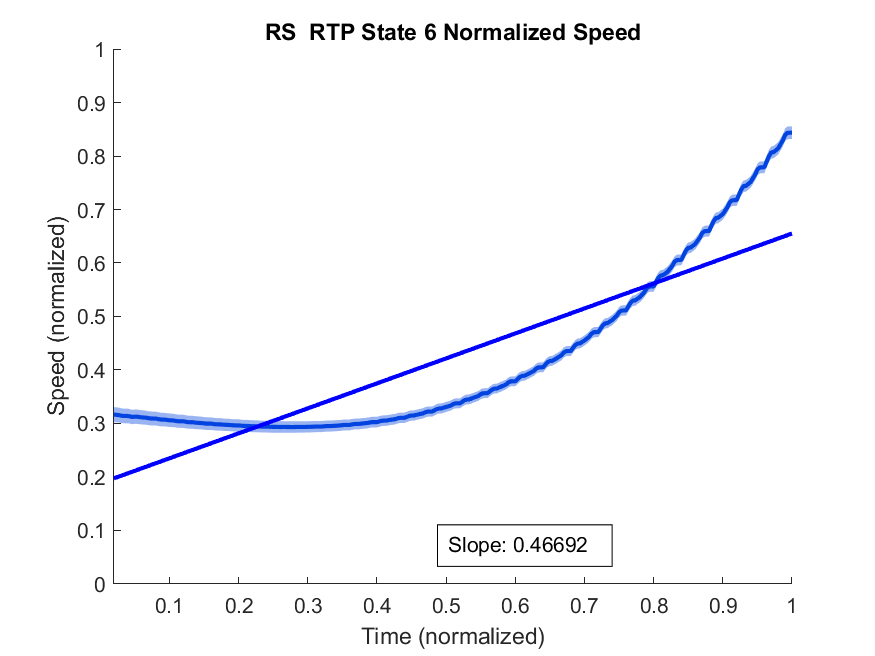 RS  RTP State 6 Normalized Speed
1
0.9
0.8
0.7
0.6
0.5
0.4
0.3
0.2
0.1
0
Speed (normalized)
Slope: 0.46692
0.1 0.2 0.3 0.4 0.5 0.6 0.7 0.8 0.9 1
Time (normalized)